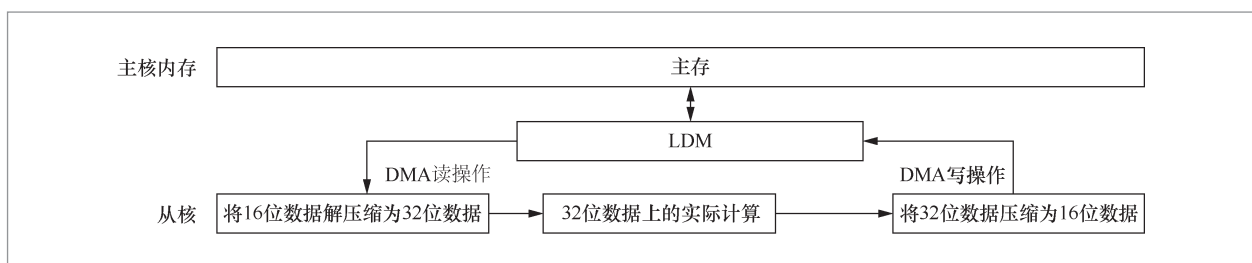 主核内存
主存
LDM
DMA读操作
DMA写操作
从核
将16位数据解压缩为32位数据
32位数据上的实际计算
将32位数据压缩为16位数据